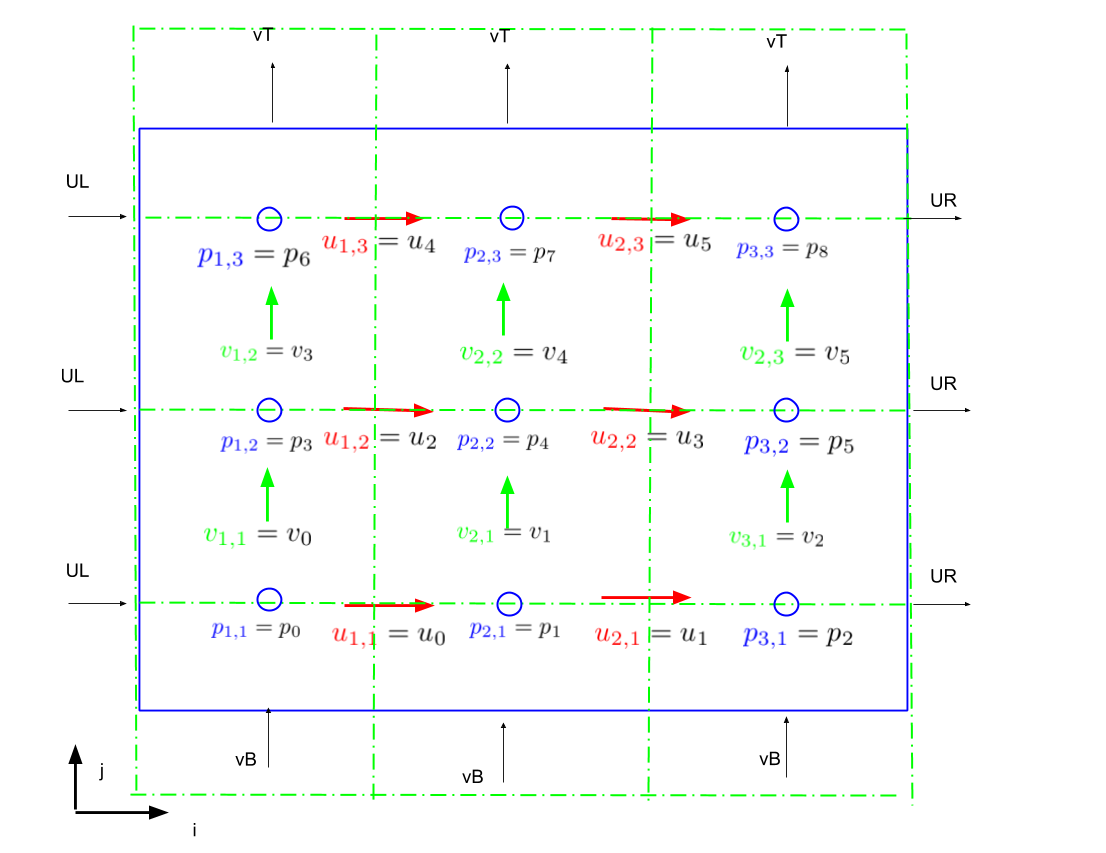 vT vT vT
UL UR
u_{1,3} = u_4 u_{2,3} = u_5
p_{1,3} = p_6 p_{2,3} = p_7 p_{3,3} = p_8
v_{1,2} = v_3 v_{2,2} = v_4 v_{2,3} = v_5
UL UR
p_{1,2} = p_3 u_{1,2} = u_2 p_{2,2} = p_4 u_{2,2} = u_3 p_{3,2} = p_5
v_{1,1} = v_0 v_{2,1} = v_1 v_{3,1} = v_2
UL UR
p_{1,1} = p_0 u_{1,1} = u_0 p_{2,1} = p_1 u_{2,1} = u_1 p_{3,1} = p_2
vB vB vB
j
i